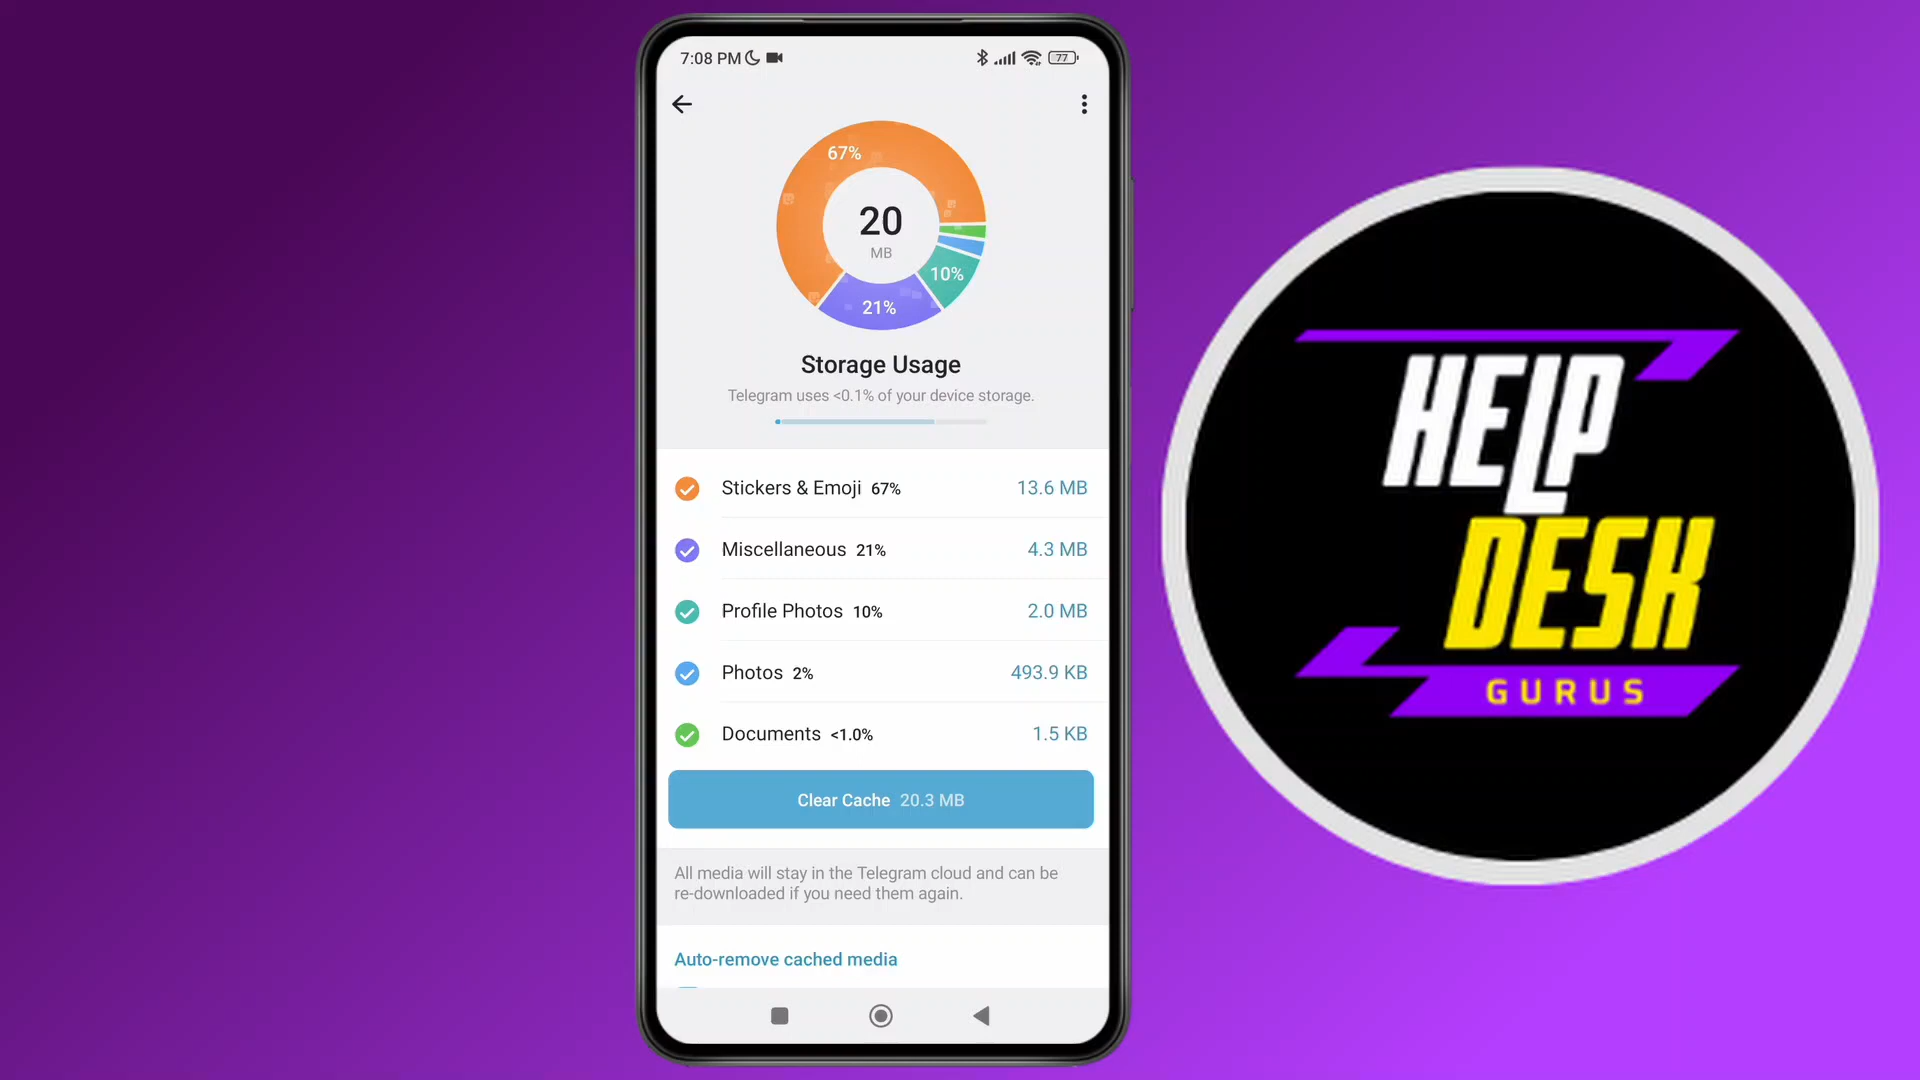 7:08 PM
77
67%
20
MB
10%
21%
Storage Usage
Telegram uses <0.1% of your device storage.
Stickers & Emoji 67% 13.6 MB
Miscellaneous 21% 4.3 MB
Profile Photos 10% 2.0 MB
Photos 2% 493.9 KB
Documents <1.0% 1.5 KB
Clear Cache 20.3 MB
All media will stay in the Telegram cloud and can be
re-downloaded if you need them again.
Auto-remove cached media
HELP
DESK
GURUS